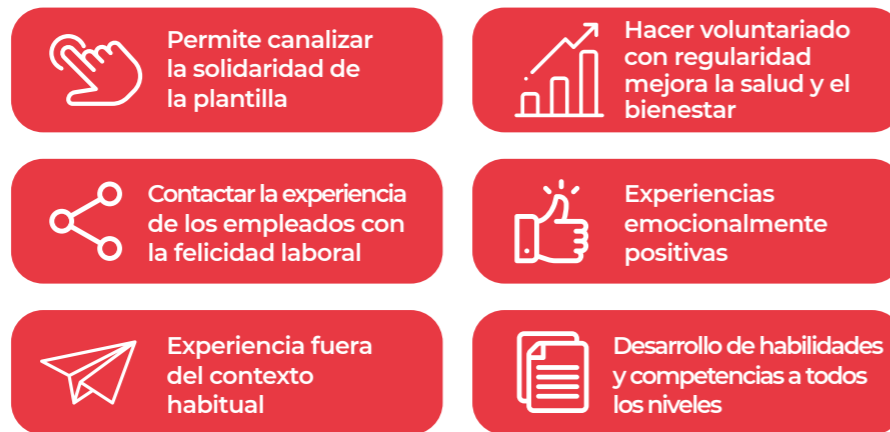 Permite canalizar
la solidaridad de
la plantilla
Hacer voluntariado
con regularidad
mejora la salud y el
bienestar
Contactar la experiencia
de los empleados con
la felicidad laboral
Experiencias
emocionalmente
positivas
Experiencia fuera
del contexto
habitual
Desarrollo de habilidades
y competencias a todos
los niveles